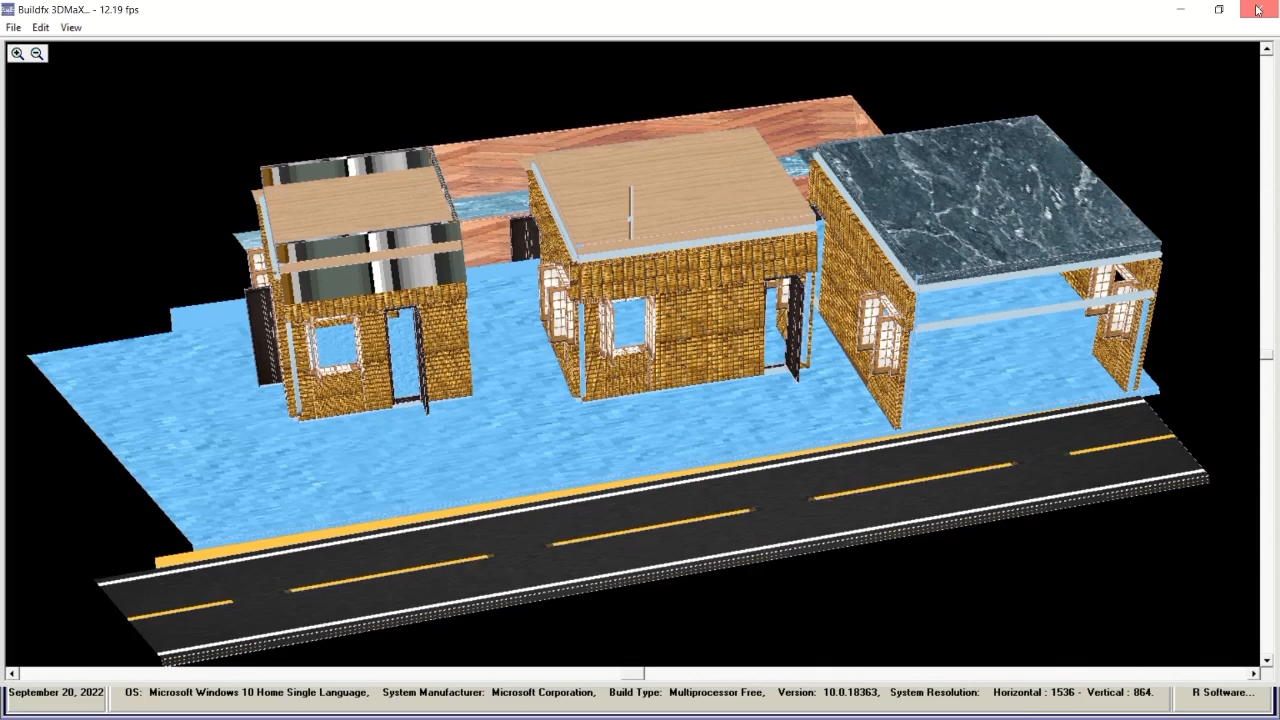 Buildfx 3DMaX... - 12.19 fps
File Edit View
September 20, 2022 OS: Microsoft Windows 10 Home Single Language, System Manufacturer: Microsoft Corporation, Build Type: Multiprocessor Free, Version: 10.0.18363, System Resolution: Horizontal : 1536 - Vertical : 864. R Software...